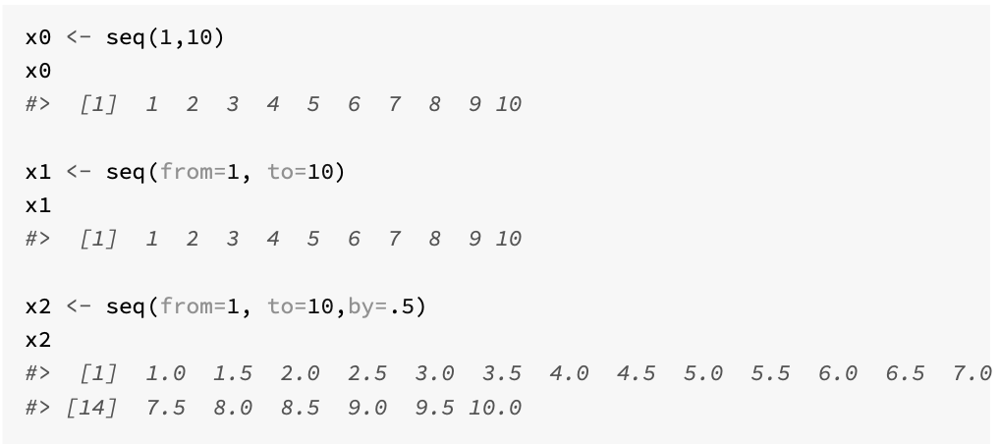 x0 <- seq(1,10)
x0
#>  [1]  1  2  3  4  5  6  7  8  9 10
x1 <- seq(from=1, to=10)
x1
#>  [1]  1  2  3  4  5  6  7  8  9 10
x2 <- seq(from=1, to=10,by=.5)
x2
#>  [1]  1.0  1.5  2.0  2.5  3.0  3.5  4.0  4.5  5.0  5.5  6.0  6.5  7.0
#> [14]  7.5  8.0  8.5  9.0  9.5 10.0